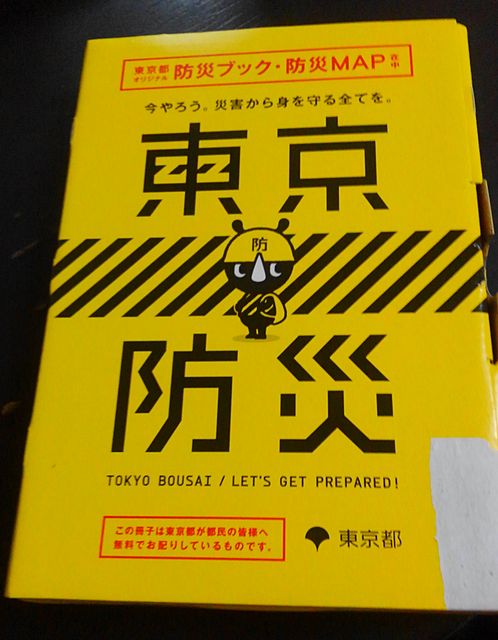 東京都オリジナル 防災ブック・防災MAP 在中
今やろう。災害から身を守る全てを。
東京
防
防災
TOKYO BOUSAI / LET'S GET PREPARED!
この冊子は東京都が都民の皆様へ
無料でお配りしているものです。
東京都